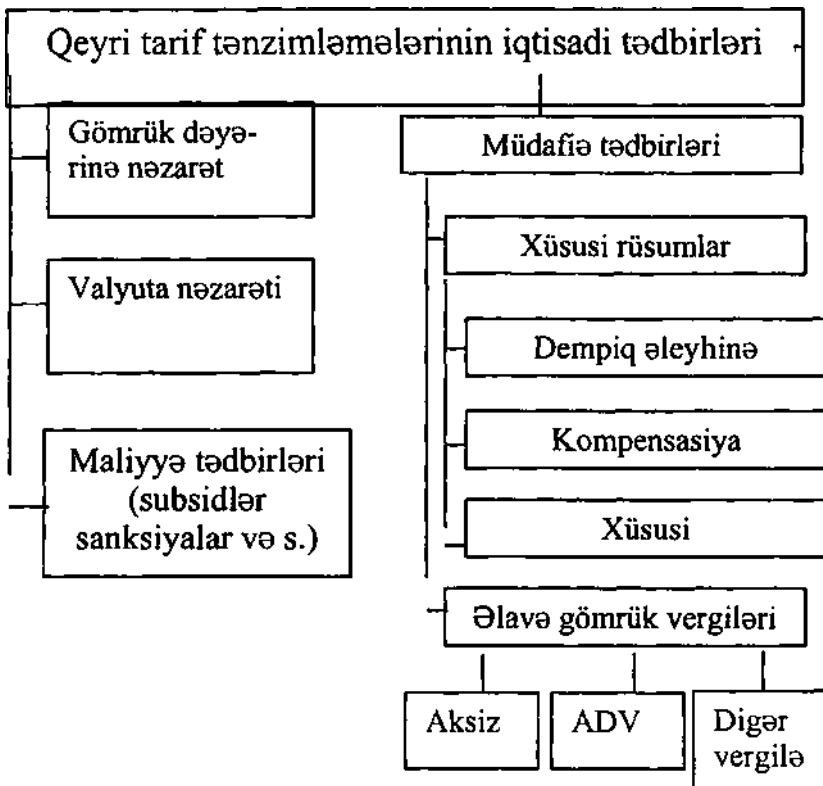 Qeyri tarif tənzimləmələrinin iqtisadi tədbirləri
Gömrük dəyə-
rinə nəzarət
Valyuta nəzarəti
Maliyyə tədbirləri
(subsidlər
sanksiyalar və s.)
Müdafiə tədbirləri
Xüsusi rüsumlar
Dempiq əleyhinə
Kompensasiya
Xüsusi
Əlavə gömrük vergiləri
Aksiz
ADV
Digər
vergilə